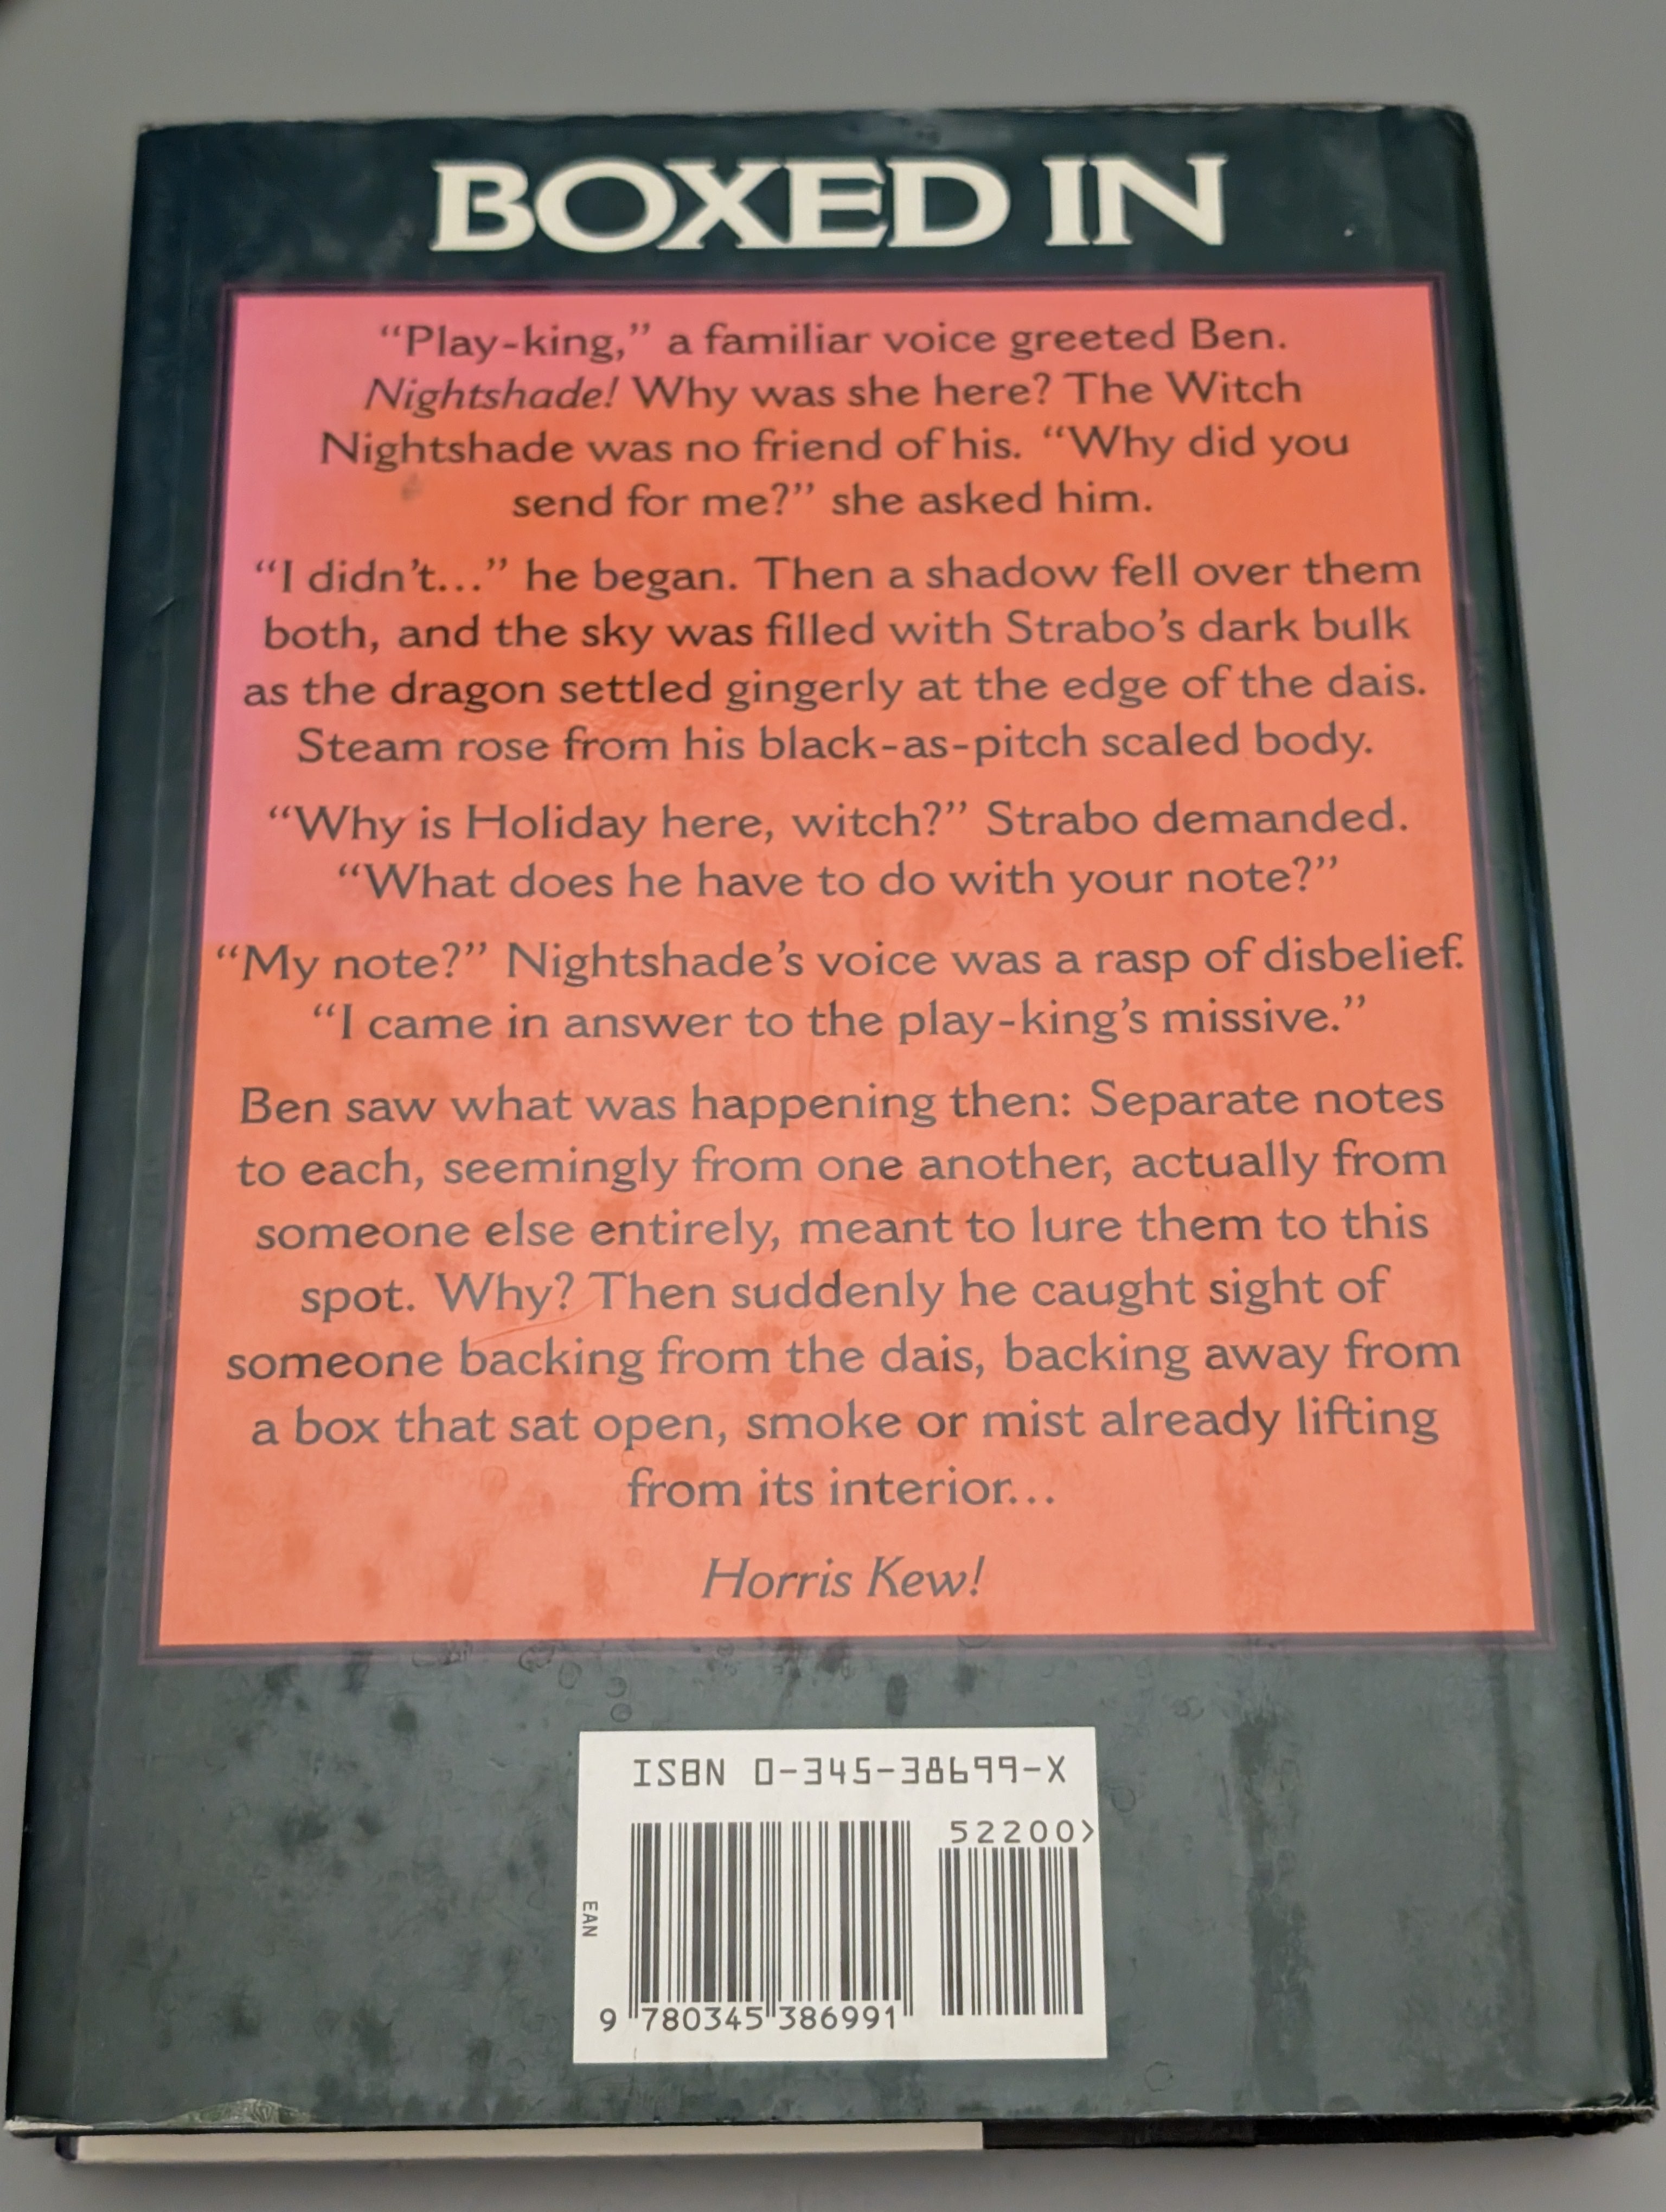 BOXED IN
“Play-king,” a familiar voice greeted Ben.
Nightshade! Why was she here? The Witch
Nightshade was no friend of his. “Why did you
send for me?” she asked him.
“I didn’t...” he began. Then a shadow fell over them
both, and the sky was filled with Strabo’s dark bulk
as the dragon settled gingerly at the edge of the dais.
Steam rose from his black-as-pitch scaled body.
“Why is Holiday here, witch?” Strabo demanded.
“What does he have to do with your note?”
“My note?” Nightshade’s voice was a rasp of disbelief.
“I came in answer to the play-king’s missive.”
Ben saw what was happening then: Separate notes
to each, seemingly from one another, actually from
someone else entirely, meant to lure them to this
spot. Why? Then suddenly he caught sight of
someone backing from the dais, backing away from
a box that sat open, smoke or mist already lifting
from its interior...
Horris Kew!
ISBN 0-345-38699-X
52200>
EAN
9 780345 386991